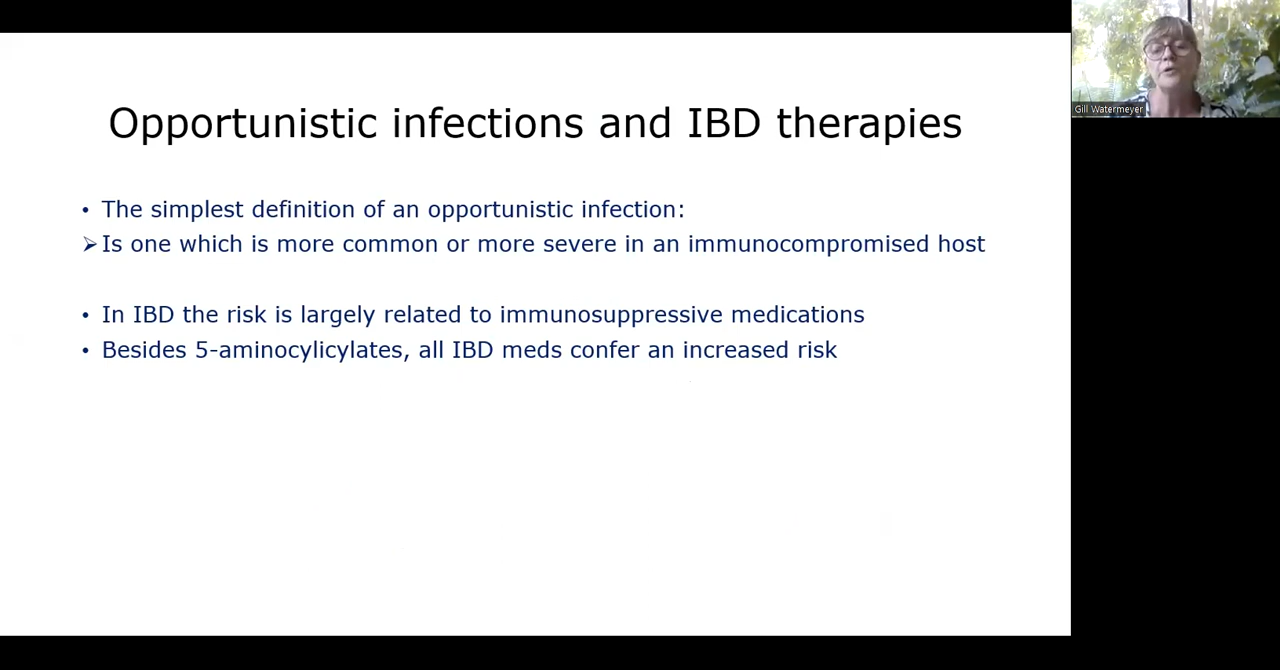 Opportunistic infections and IBD therapies
• The simplest definition of an opportunistic infection:
➢ Is one which is more common or more severe in an immunocompromised host
• In IBD the risk is largely related to immunosuppressive medications
• Besides 5-aminocylicylates, all IBD meds confer an increased risk
Gill Watermeyer